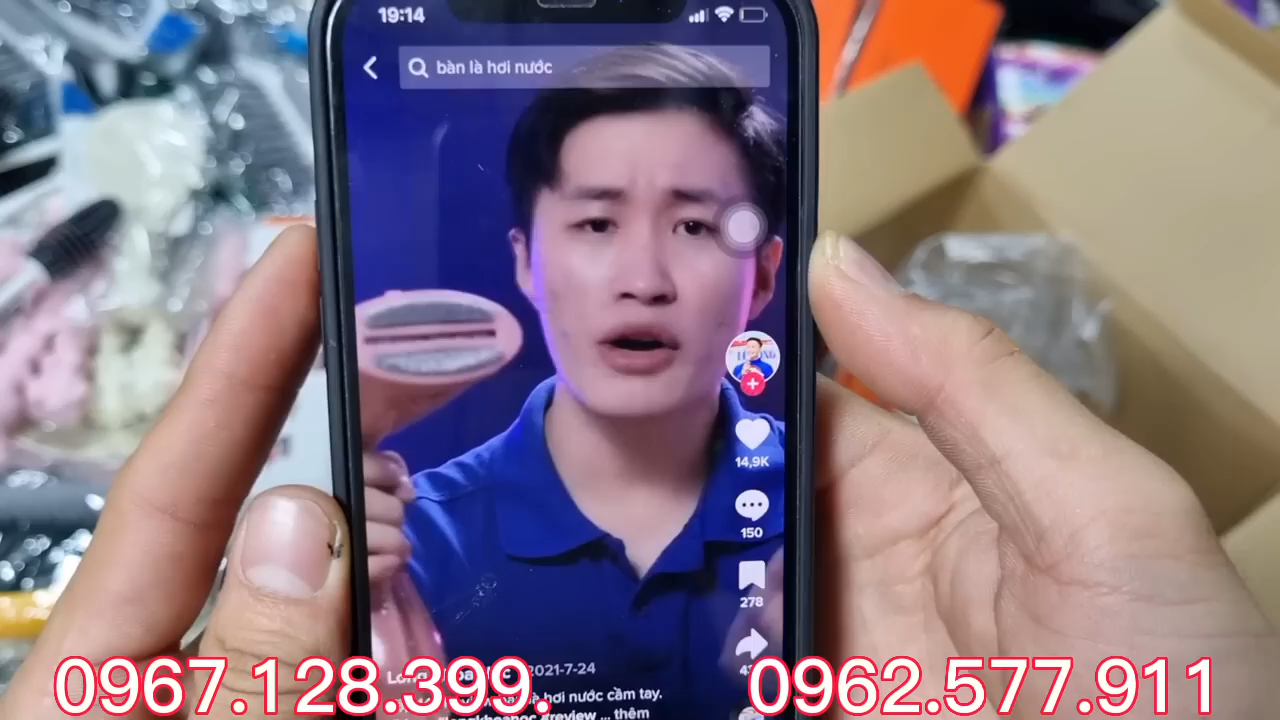 19:14
bàn là hơi nước
14,9K
150
278
2021-7-24
hơi nước cầm tay.
review ... thêm
0967.128.399.
0962.577.911